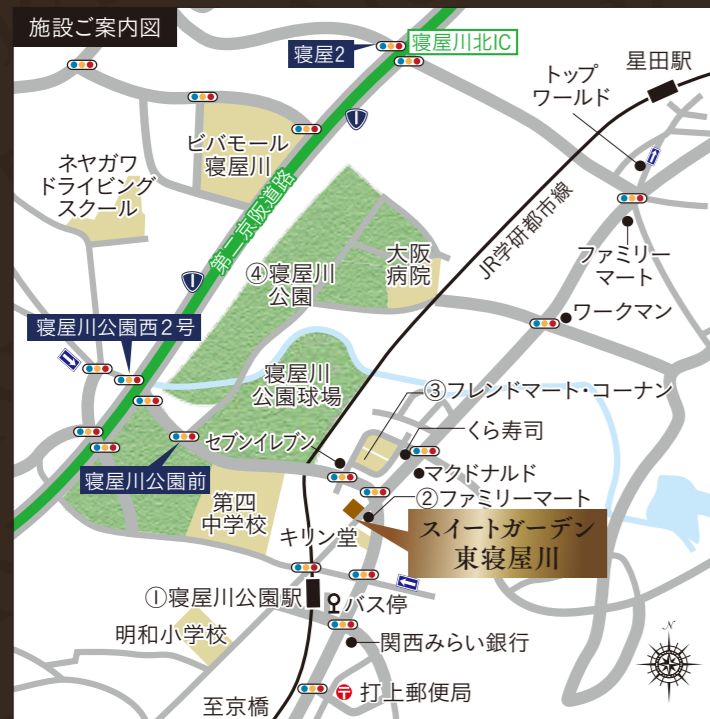 施設ご案内図
寝屋2
寝屋川北IC
星田駅
トップ
ワールド
ビバモール
寝屋川
ネヤガワ
ドライビング
スクール
第二京阪道路
④寝屋川
公園
大阪
病院
JR学研都市線
ファミリー
マート
ワークマン
寝屋川公園西2号
寝屋川
公園球場
③フレンドマート・コーナン
くら寿司
セブンイレブン
マクドナルド
寝屋川公園前
②ファミリーマート
第四
中学校
キリン堂
スイートガーデン
東寝屋川
①寝屋川公園駅
バス停
明和小学校
関西みらい銀行
至京橋
〒
打上郵便局
N